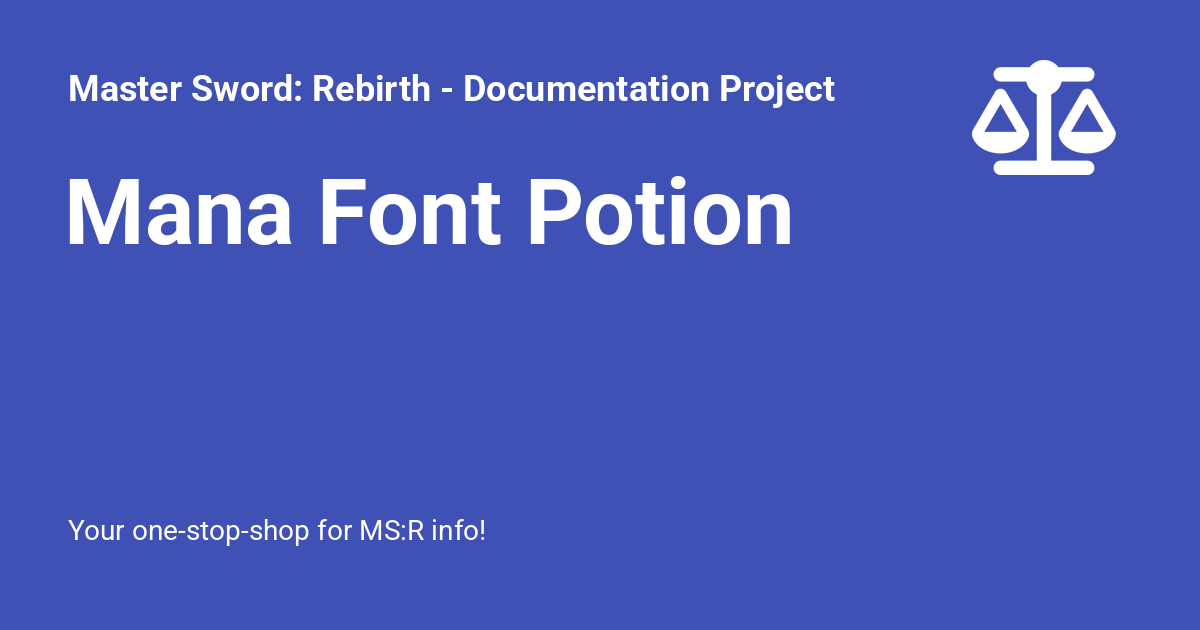 Master Sword: Rebirth - Documentation Project
Mana Font Potion
Your one-stop-shop for MS:R info!